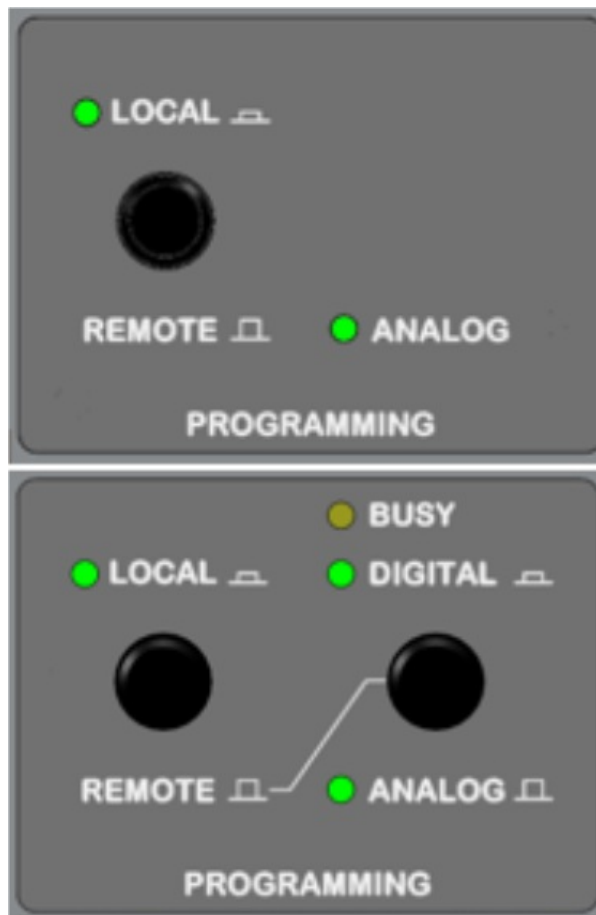 LOCAL
REMOTE ANALOG
PROGRAMMING
BUSY
LOCAL DIGITAL
REMOTE ANALOG
PROGRAMMING